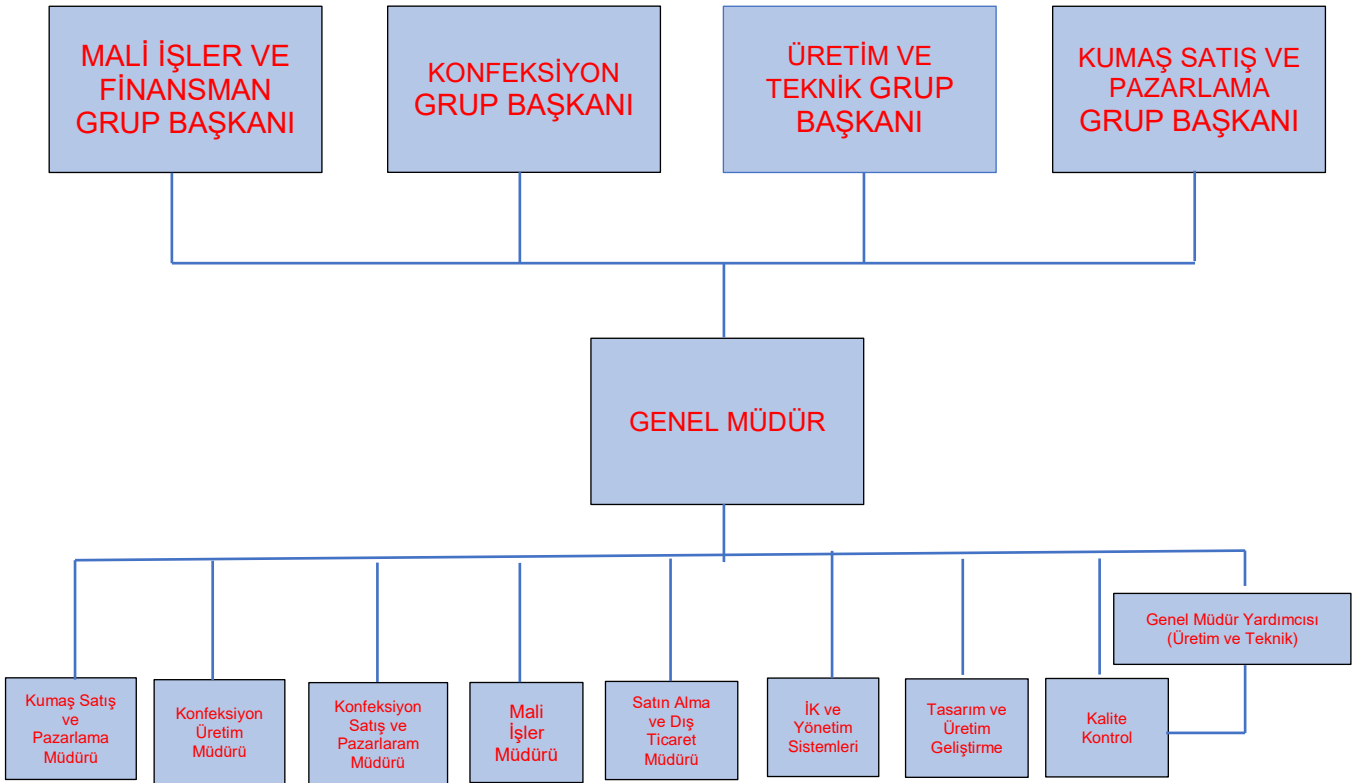 MALİ İŞLER VE
FİNANSMAN
GRUP BAŞKANI
KONFEKSİYON
GRUP BAŞKANI
ÜRETİM VE
TEKNİK GRUP
BAŞKANI
KUMAŞ SATIŞ VE
PAZARLAMA
GRUP BAŞKANI
GENEL MÜDÜR
Genel Müdür Yardımcısı
(Üretim ve Teknik)
Kumaş Satış
ve
Pazarlama
Müdürü
Konfeksiyon
Üretim
Müdürü
Konfeksiyon
Satış ve
Pazarlaram
Müdürü
Mali
İşler
Müdürü
Satın Alma
ve Dış
Ticaret
Müdürü
İK ve
Yönetim
Sistemleri
Tasarım ve
Üretim
Geliştirme
Kalite
Kontrol